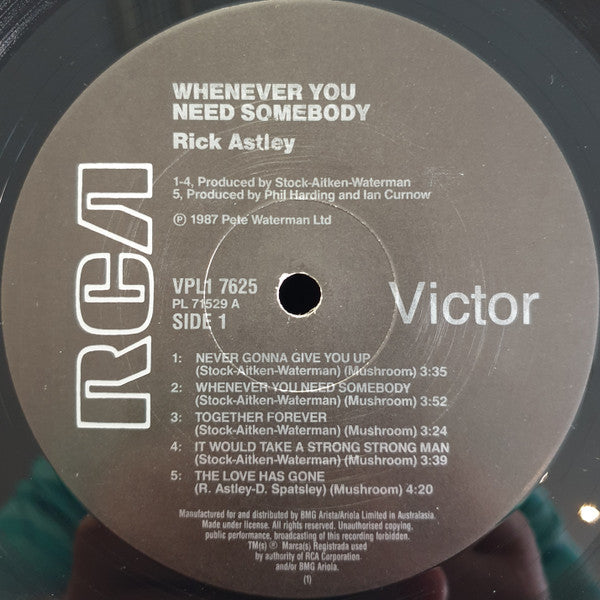 WHENEVER YOU
NEED SOMEBODY
Rick Astley
1-4, Produced by Stock-Aitken-Waterman
5, Produced by Phil Harding and Ian Curnow
℗ 1987 Pete Waterman Ltd
RCA
VPL1 7625
PL 71529 A
SIDE 1
Victor
1: NEVER GONNA GIVE YOU UP
(Stock-Aitken-Waterman) (Mushroom) 3:35
2: WHENEVER YOU NEED SOMEBODY
(Stock-Aitken-Waterman) (Mushroom) 3:52
3: TOGETHER FOREVER
(Stock-Aitken-Waterman) (Mushroom) 3:24
4: IT WOULD TAKE A STRONG STRONG MAN
(Stock-Aitken-Waterman) (Mushroom) 3:39
5: THE LOVE HAS GONE
(R. Astley-D. Spatsley) (Mushroom) 4:20
Manufactured for and distributed by BMG Arista/Ariola Limited in Australasia.
Made under license. All rights reserved. Unauthorised copying,
public performance, broadcasting of this recording forbidden.
TM(s) ® Marca(s) Registrada used
by authority of RCA Corporation
and/or BMG Ariola.
(1)